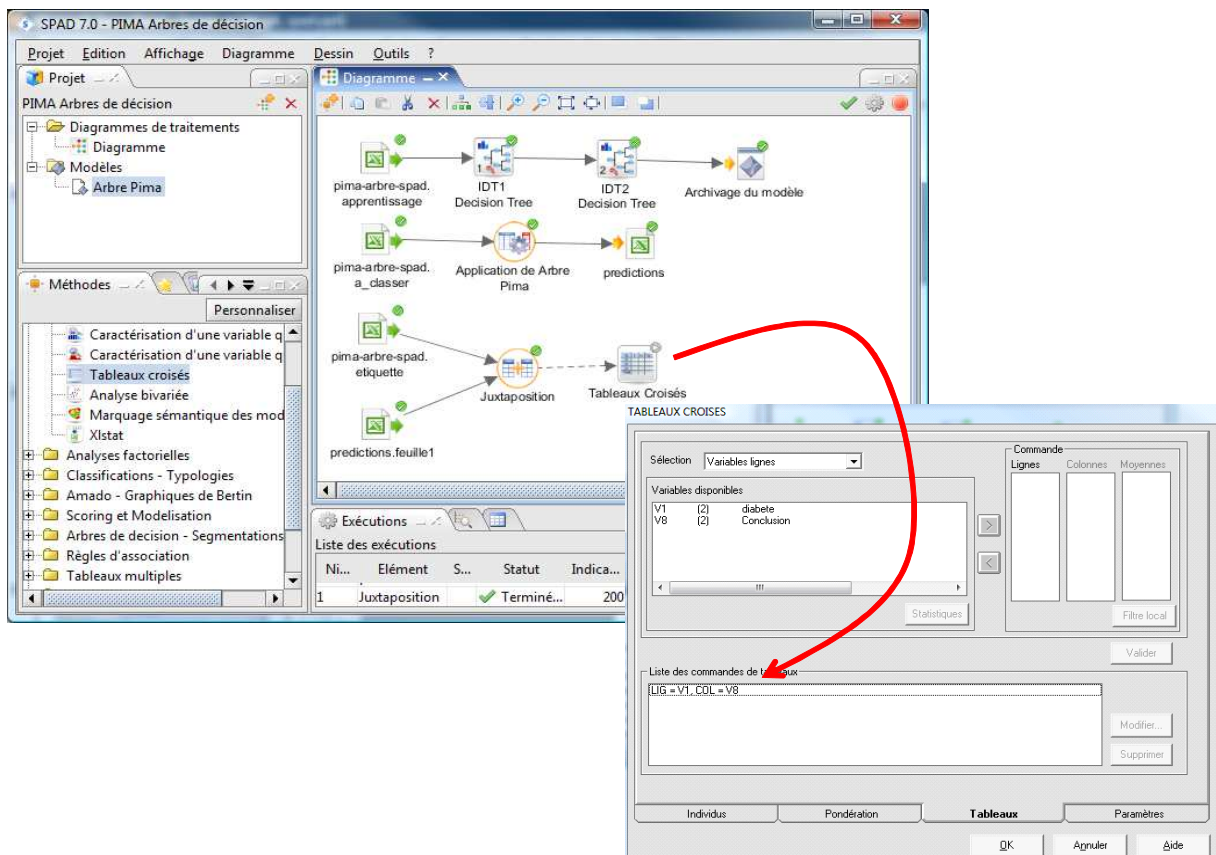 SPAD 7.0 - PIMA Arbres de décision
Projet Edition Affichage Diagramme Dessin Outils ?
Projet
PIMA Arbres de décision
Diagrammes de traitements
Diagramme
Modèles
Arbre Pima
Méthodes
Personnaliser
Caractérisation d'une variable q
Caractérisation d'une variable q
Tableaux croisés
Analyse bivariée
Marquage sémantique des mod
Xlstat
Analyses factorielles
Classifications - Typologies
Amado - Graphiques de Bertin
Scoring et Modelisation
Arbres de decision - Segmentations
Règles d'association
Tableaux multiples
Diagramme
pima-arbre-spad.
apprentissage
IDT1
Decision Tree
IDT2
Decision Tree
Archivage du modèle
pima-arbre-spad.
a_classer
Application de Arbre
Pima
predictions
pima-arbre-spad.
etiquette
Juxtaposition
Tableaux Croisés
predictions.feuille1
Exécutions
Liste des exécutions
Ni... Elément S... Statut Indica...
1 Juxtaposition Terminé... 200
TABLEAUX CROISES
Sélection Variables lignes
Variables disponibles
V1 (2) diabete
V8 (2) Conclusion
Statistiques
Commande
Lignes Colonnes Moyennes
>
<
Filtre local
Valider
Liste des commandes de
LIG = V1, COL = V8
Modifier...
Supprimer
Individus Pondération Tableaux Paramètres
OK Annuler Aide